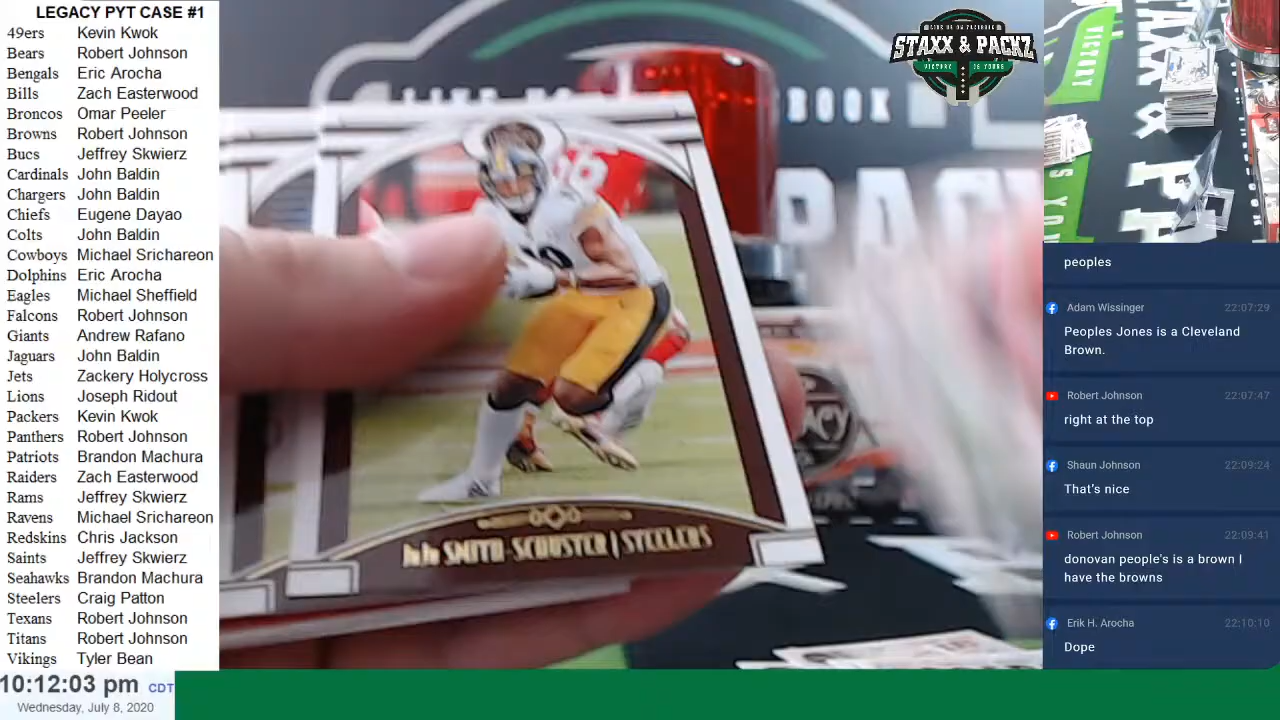 LEGACY PYT CASE #1
49ers Kevin Kwok
Bears Robert Johnson
Bengals Eric Arocha
Bills Zach Easterwood
Broncos Omar Peeler
Browns Robert Johnson
Bucs Jeffrey Skwierz
Cardinals John Baldin
Chargers John Baldin
Chiefs Eugene Dayao
Colts John Baldin
Cowboys Michael Srichareon
Dolphins Eric Arocha
Eagles Michael Sheffield
Falcons Robert Johnson
Giants Andrew Rafano
Jaguars John Baldin
Jets Zackery Holycross
Lions Joseph Ridout
Packers Kevin Kwok
Panthers Robert Johnson
Patriots Brandon Machura
Raiders Zach Easterwood
Rams Jeffrey Skwierz
Ravens Michael Srichareon
Redskins Chris Jackson
Saints Jeffrey Skwierz
Seahawks Brandon Machura
Steelers Craig Patton
Texans Robert Johnson
Titans Robert Johnson
Vikings Tyler Bean
10:12:03 pm CDT
Wednesday, July 8, 2020
BOOK
PA
JuJu SMITH-SCHUSTER | STEELERS
STAXX & PACKZ
VICTORY IS YOURS
VICTORY
peoples
Adam Wissinger 22:07:29
Peoples Jones is a Cleveland
Brown.
Robert Johnson 22:07:47
right at the top
Shaun Johnson 22:09:24
That's nice
Robert Johnson 22:09:41
donovan people's is a brown I
have the browns
Erik H. Arocha 22:10:10
Dope